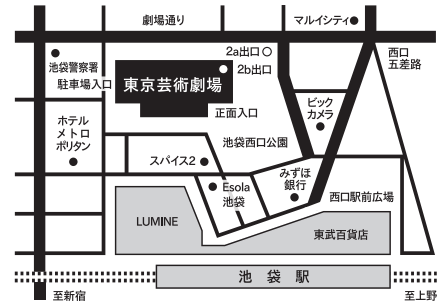 劇場通り
マルイシティ
2a出口
西口
五差路
池袋警察署
2b出口
駐車場入口
東京芸術劇場
正面入口
ビック
カメラ
ホテル
メトロ
ポリタン
池袋西口公園
スパイス2
Esola
池袋
みずほ
銀行
西口駅前広場
LUMINE
東武百貨店
池袋駅
至新宿
至上野